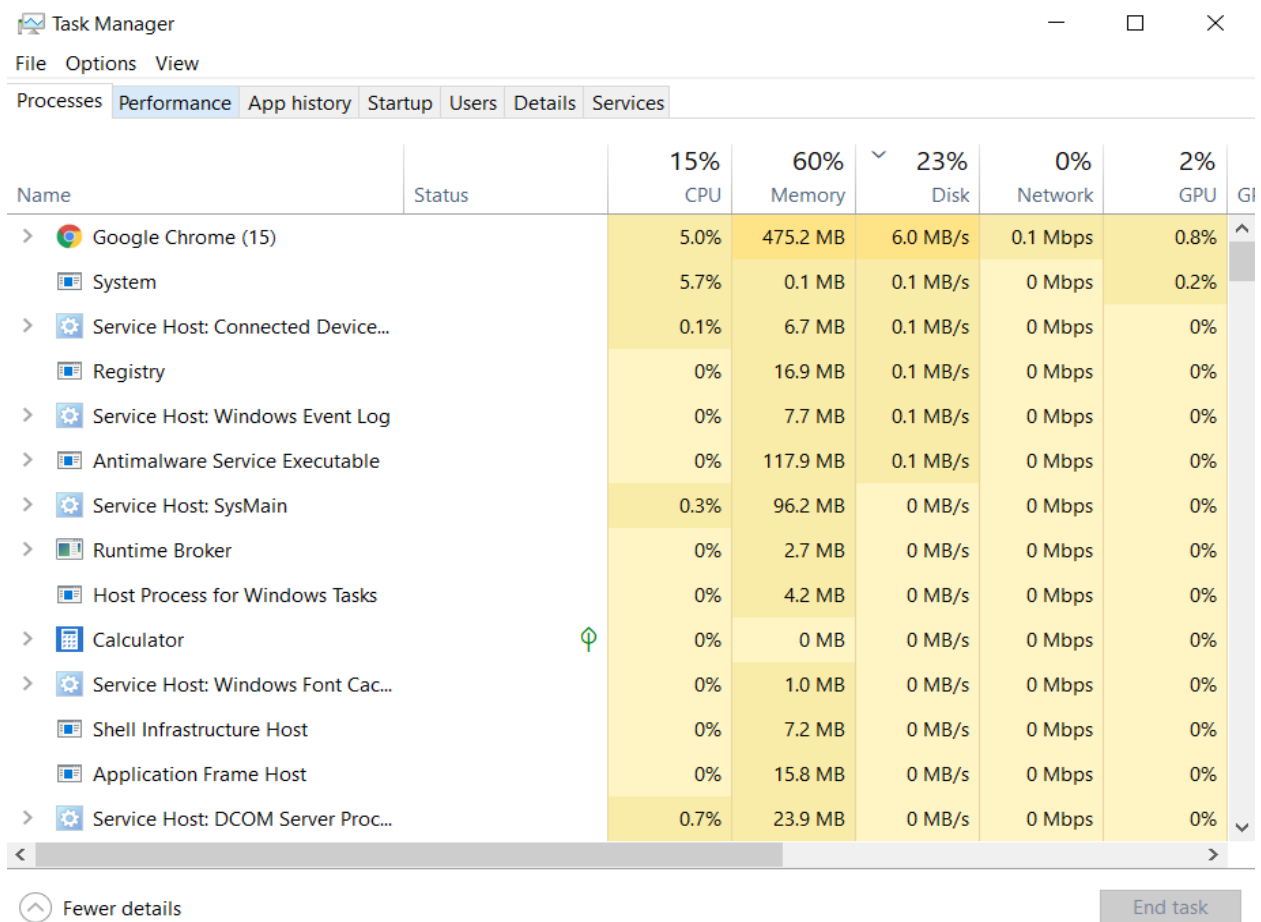 Task Manager
File Options View
Processes Performance App history Startup Users Details Services
15% 60% 23% 0% 2%
Name Status CPU Memory Disk Network GPU
Google Chrome (15) 5.0% 475.2 MB 6.0 MB/s 0.1 Mbps 0.8%
System 5.7% 0.1 MB 0.1 MB/s 0 Mbps 0.2%
Service Host: Connected Device... 0.1% 6.7 MB 0.1 MB/s 0 Mbps 0%
Registry 0% 16.9 MB 0.1 MB/s 0 Mbps 0%
Service Host: Windows Event Log 0% 7.7 MB 0.1 MB/s 0 Mbps 0%
Antimalware Service Executable 0% 117.9 MB 0.1 MB/s 0 Mbps 0%
Service Host: SysMain 0.3% 96.2 MB 0 MB/s 0 Mbps 0%
Runtime Broker 0% 2.7 MB 0 MB/s 0 Mbps 0%
Host Process for Windows Tasks 0% 4.2 MB 0 MB/s 0 Mbps 0%
Calculator 0% 0 MB 0 MB/s 0 Mbps 0%
Service Host: Windows Font Cac... 0% 1.0 MB 0 MB/s 0 Mbps 0%
Shell Infrastructure Host 0% 7.2 MB 0 MB/s 0 Mbps 0%
Application Frame Host 0% 15.8 MB 0 MB/s 0 Mbps 0%
Service Host: DCOM Server Proc... 0.7% 23.9 MB 0 MB/s 0 Mbps 0%
Fewer details End task